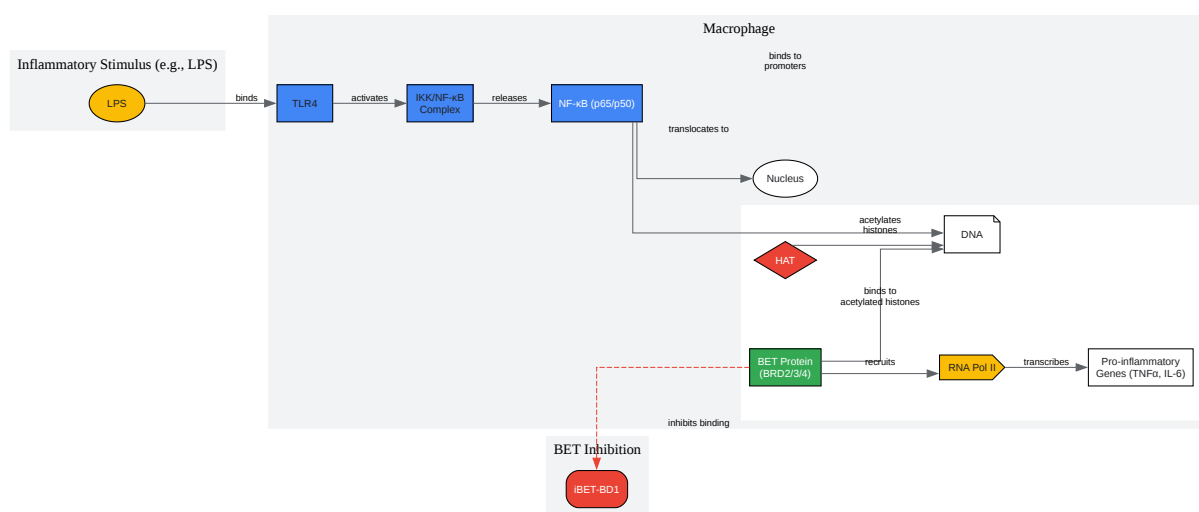 Macrophage
Inflammatory Stimulus (e.g., LPS)
binds to
promoters
LPS
binds
TLR4
activates
IKK/NF-κB
Complex
releases
NF-κB (p65/p50)
translocates to
Nucleus
acetylates
histones
DNA
HAT
binds to
acetylated histones
BET Protein
(BRD2/3/4)
recruits
RNA Pol II
transcribes
Pro-inflammatory
Genes (TNFα, IL-6)
inhibits binding
BET Inhibition
iBET-BD1